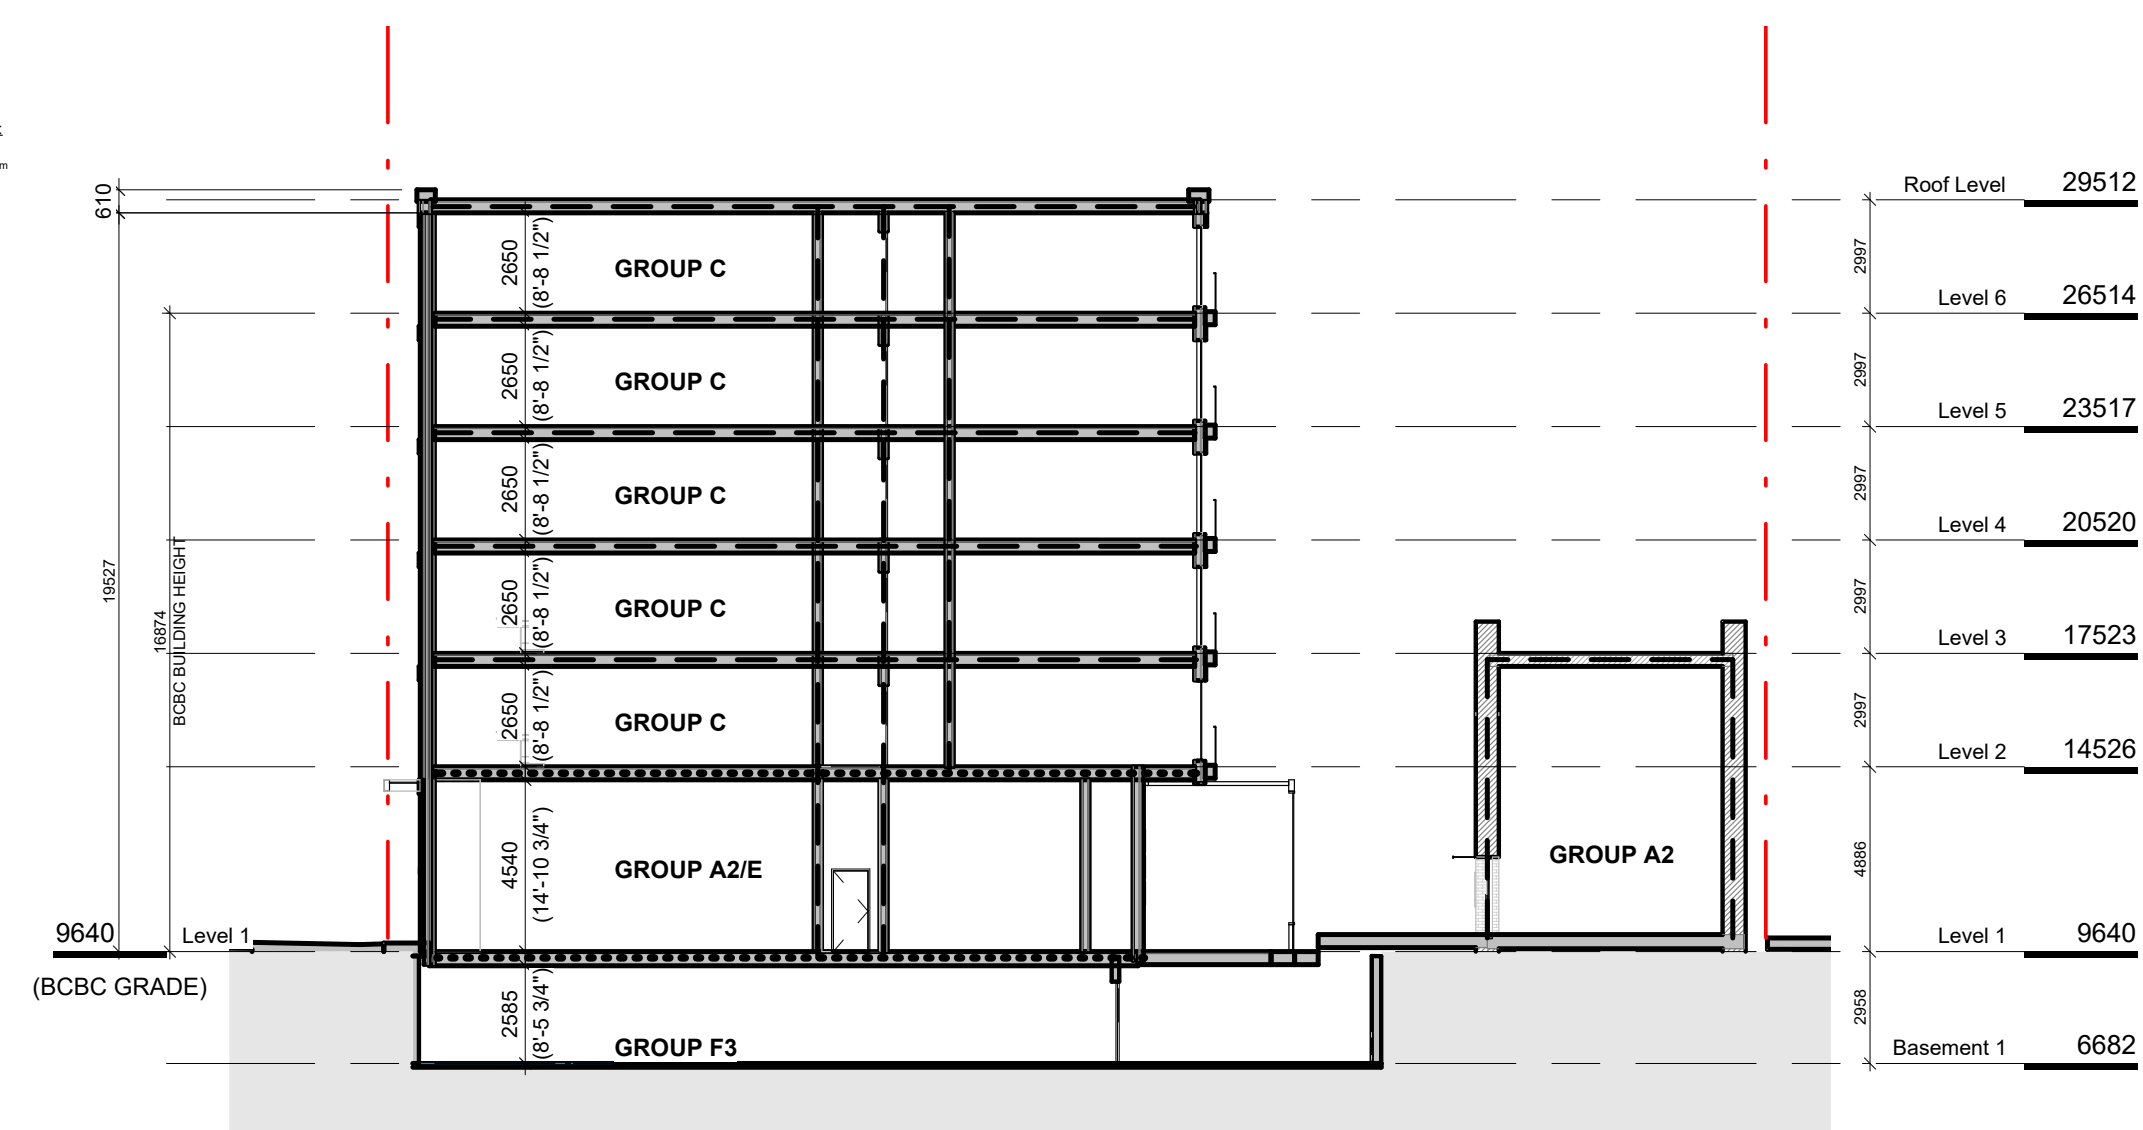 m
610
19527
16874
BCBC BUILDING HEIGHT
9640
Level 1
(BCBC GRADE)
2650
(8'-8 1/2")
GROUP C
2650
(8'-8 1/2")
GROUP C
2650
(8'-8 1/2")
GROUP C
2650
(8'-8 1/2")
GROUP C
2650
(8'-8 1/2")
GROUP C
4540
(14'-10 3/4")
GROUP A2/E
2585
(8'-5 3/4")
GROUP F3
GROUP A2
Roof Level 29512
2997
Level 6 26514
2997
Level 5 23517
2997
Level 4 20520
2997
Level 3 17523
2997
Level 2 14526
4886
Level 1 9640
2958
Basement 1 6682